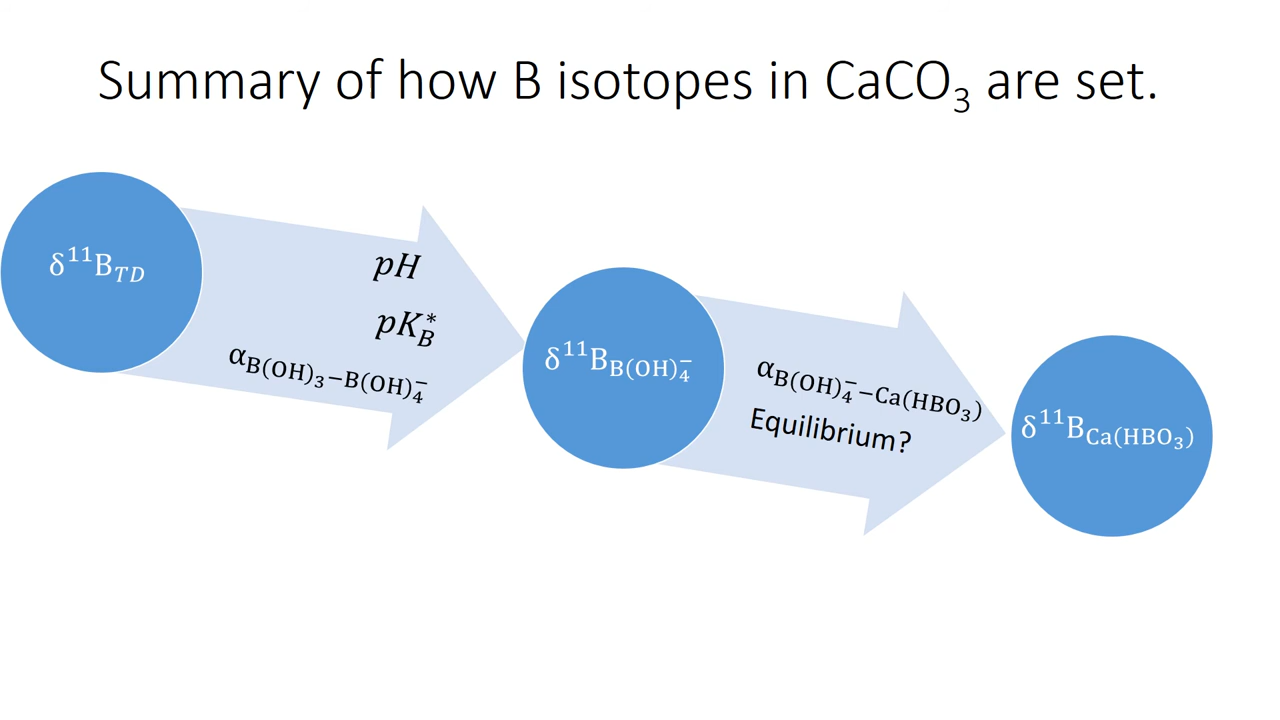 Summary of how B isotopes in CaCO₃ are set.
δ¹¹B_TD
pH
pK_B^*
α_B(OH)₃−B(OH)₄⁻
δ¹¹B_B(OH)₄⁻
α_B(OH)₄⁻−Ca(HBO₃)
Equilibrium?
δ¹¹B_Ca(HBO₃)